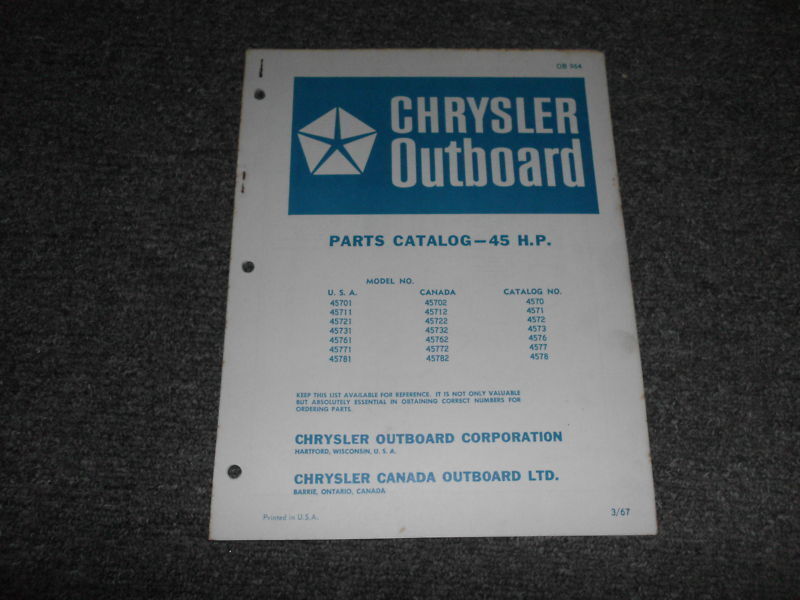 OB 964
CHRYSLER
Outboard
PARTS CATALOG—45 H.P.
MODEL NO.
U. S. A. CANADA CATALOG NO.
45701 45702 4570
45711 45712 4571
45721 45722 4572
45731 45732 4573
45761 45762 4576
45771 45772 4577
45781 45782 4578
KEEP THIS LIST AVAILABLE FOR REFERENCE. IT IS NOT ONLY VALUABLE
BUT ABSOLUTELY ESSENTIAL IN OBTAINING CORRECT NUMBERS FOR
ORDERING PARTS.
CHRYSLER OUTBOARD CORPORATION
HARTFORD, WISCONSIN, U. S. A.
CHRYSLER CANADA OUTBOARD LTD.
BARRIE, ONTARIO, CANADA
Printed in U.S.A. 3/67